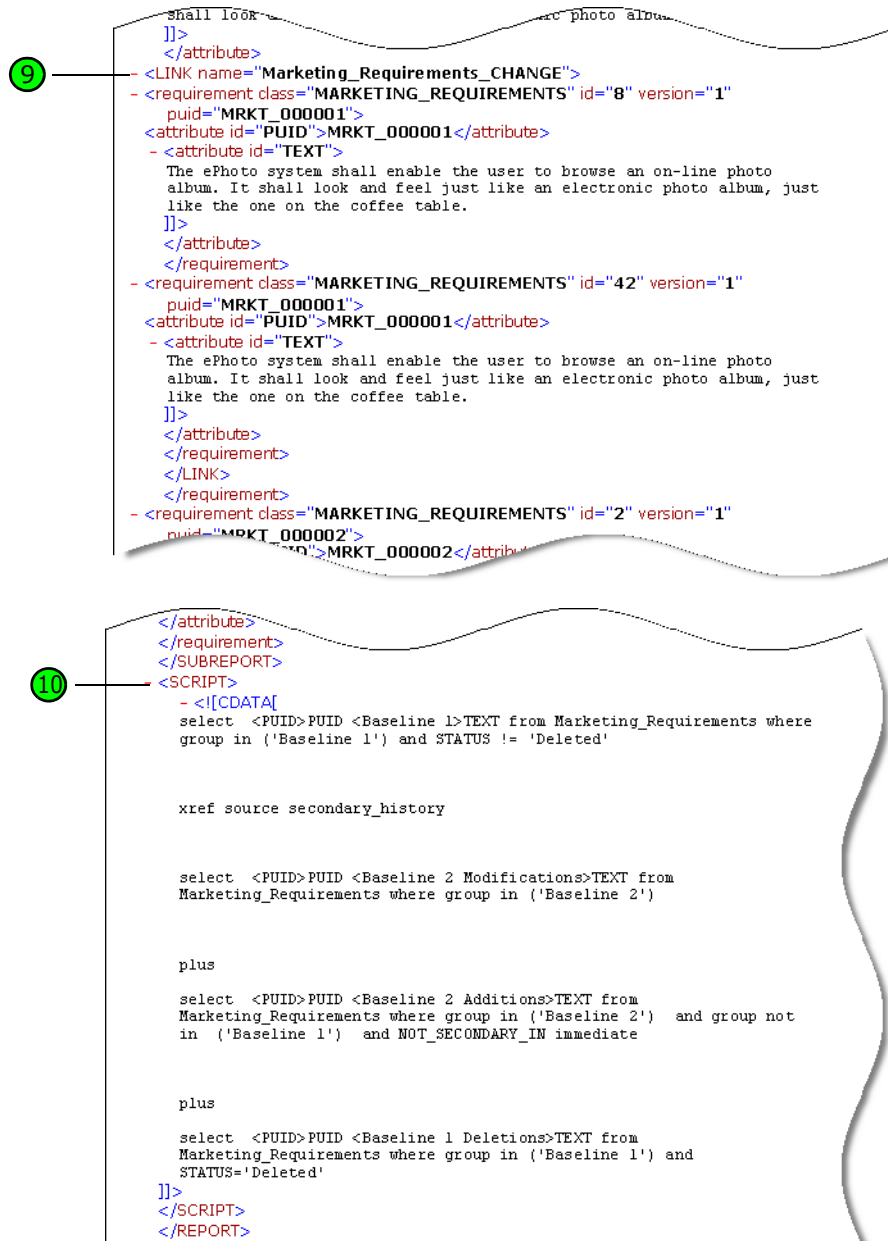 shall look
photo album
]]>
</attribute>
9
- <LINK name="Marketing_Requirements_CHANGE">
- <requirement class="MARKETING_REQUIREMENTS" id="8" version="1"
puid="MRKT_000001">
<attribute id="PUID">MRKT_000001</attribute>
- <attribute id="TEXT">
The ePhoto system shall enable the user to browse an on-line photo
album. It shall look and feel just like an electronic photo album, just
like the one on the coffee table.
]]>
</attribute>
</requirement>
- <requirement class="MARKETING_REQUIREMENTS" id="42" version="1"
puid="MRKT_000001">
<attribute id="PUID">MRKT_000001</attribute>
- <attribute id="TEXT">
The ePhoto system shall enable the user to browse an on-line photo
album. It shall look and feel just like an electronic photo album, just
like the one on the coffee table.
]]>
</attribute>
</requirement>
</LINK>
</requirement>
- <requirement class="MARKETING_REQUIREMENTS" id="2" version="1"
puid="MRKT_000002">
">MRKT_000002</attribu
</attribute>
</requirement>
</SUBREPORT>
10
- <SCRIPT>
- <![CDATA[
select <PUID>PUID <Baseline 1>TEXT from Marketing_Requirements where
group in ('Baseline 1') and STATUS != 'Deleted'
xref source secondary_history
select <PUID>PUID <Baseline 2 Modifications>TEXT from
Marketing_Requirements where group in ('Baseline 2')
plus
select <PUID>PUID <Baseline 2 Additions>TEXT from
Marketing_Requirements where group in ('Baseline 2') and group not
in ('Baseline 1') and NOT_SECONDARY_IN immediate
plus
select <PUID>PUID <Baseline 1 Deletions>TEXT from
Marketing_Requirements where group in ('Baseline 1') and
STATUS='Deleted'
]]>
</SCRIPT>
</REPORT>